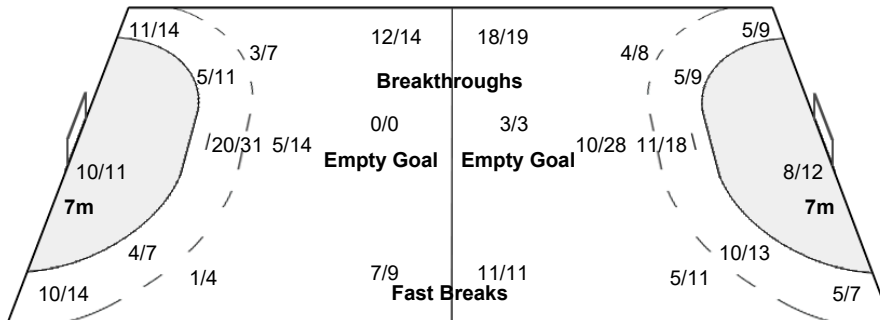 11/14 12/14 18/19 5/9
3/7 4/8
5/11 Breakthroughs 5/9
0/0 3/3
20/31 5/14 10/28 11/18
Empty Goal Empty Goal
10/11 8/12
7m 7m
4/7 10/13
1/4 7/9 11/11 5/11
10/14 Fast Breaks 5/7